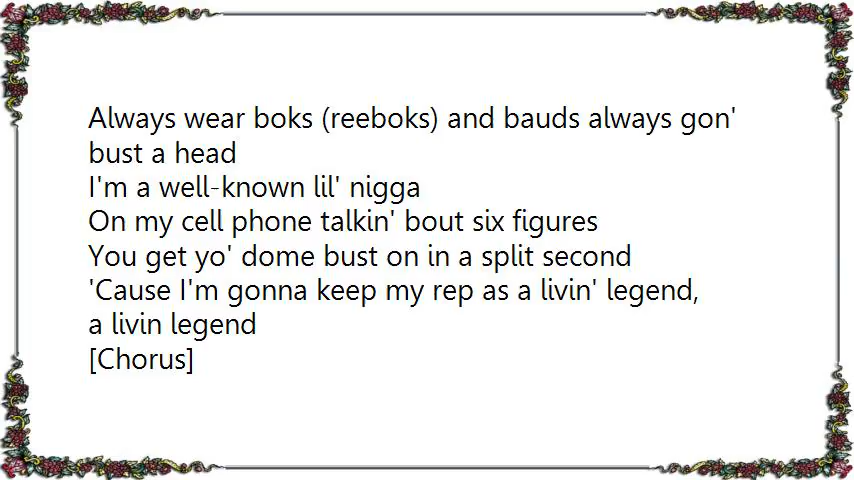 Always wear boks (reeboks) and bauds always gon'
bust a head
I'm a well-known lil' nigga
On my cell phone talkin' bout six figures
You get yo' dome bust on in a split second
'Cause I'm gonna keep my rep as a livin' legend,
a livin legend
[Chorus]